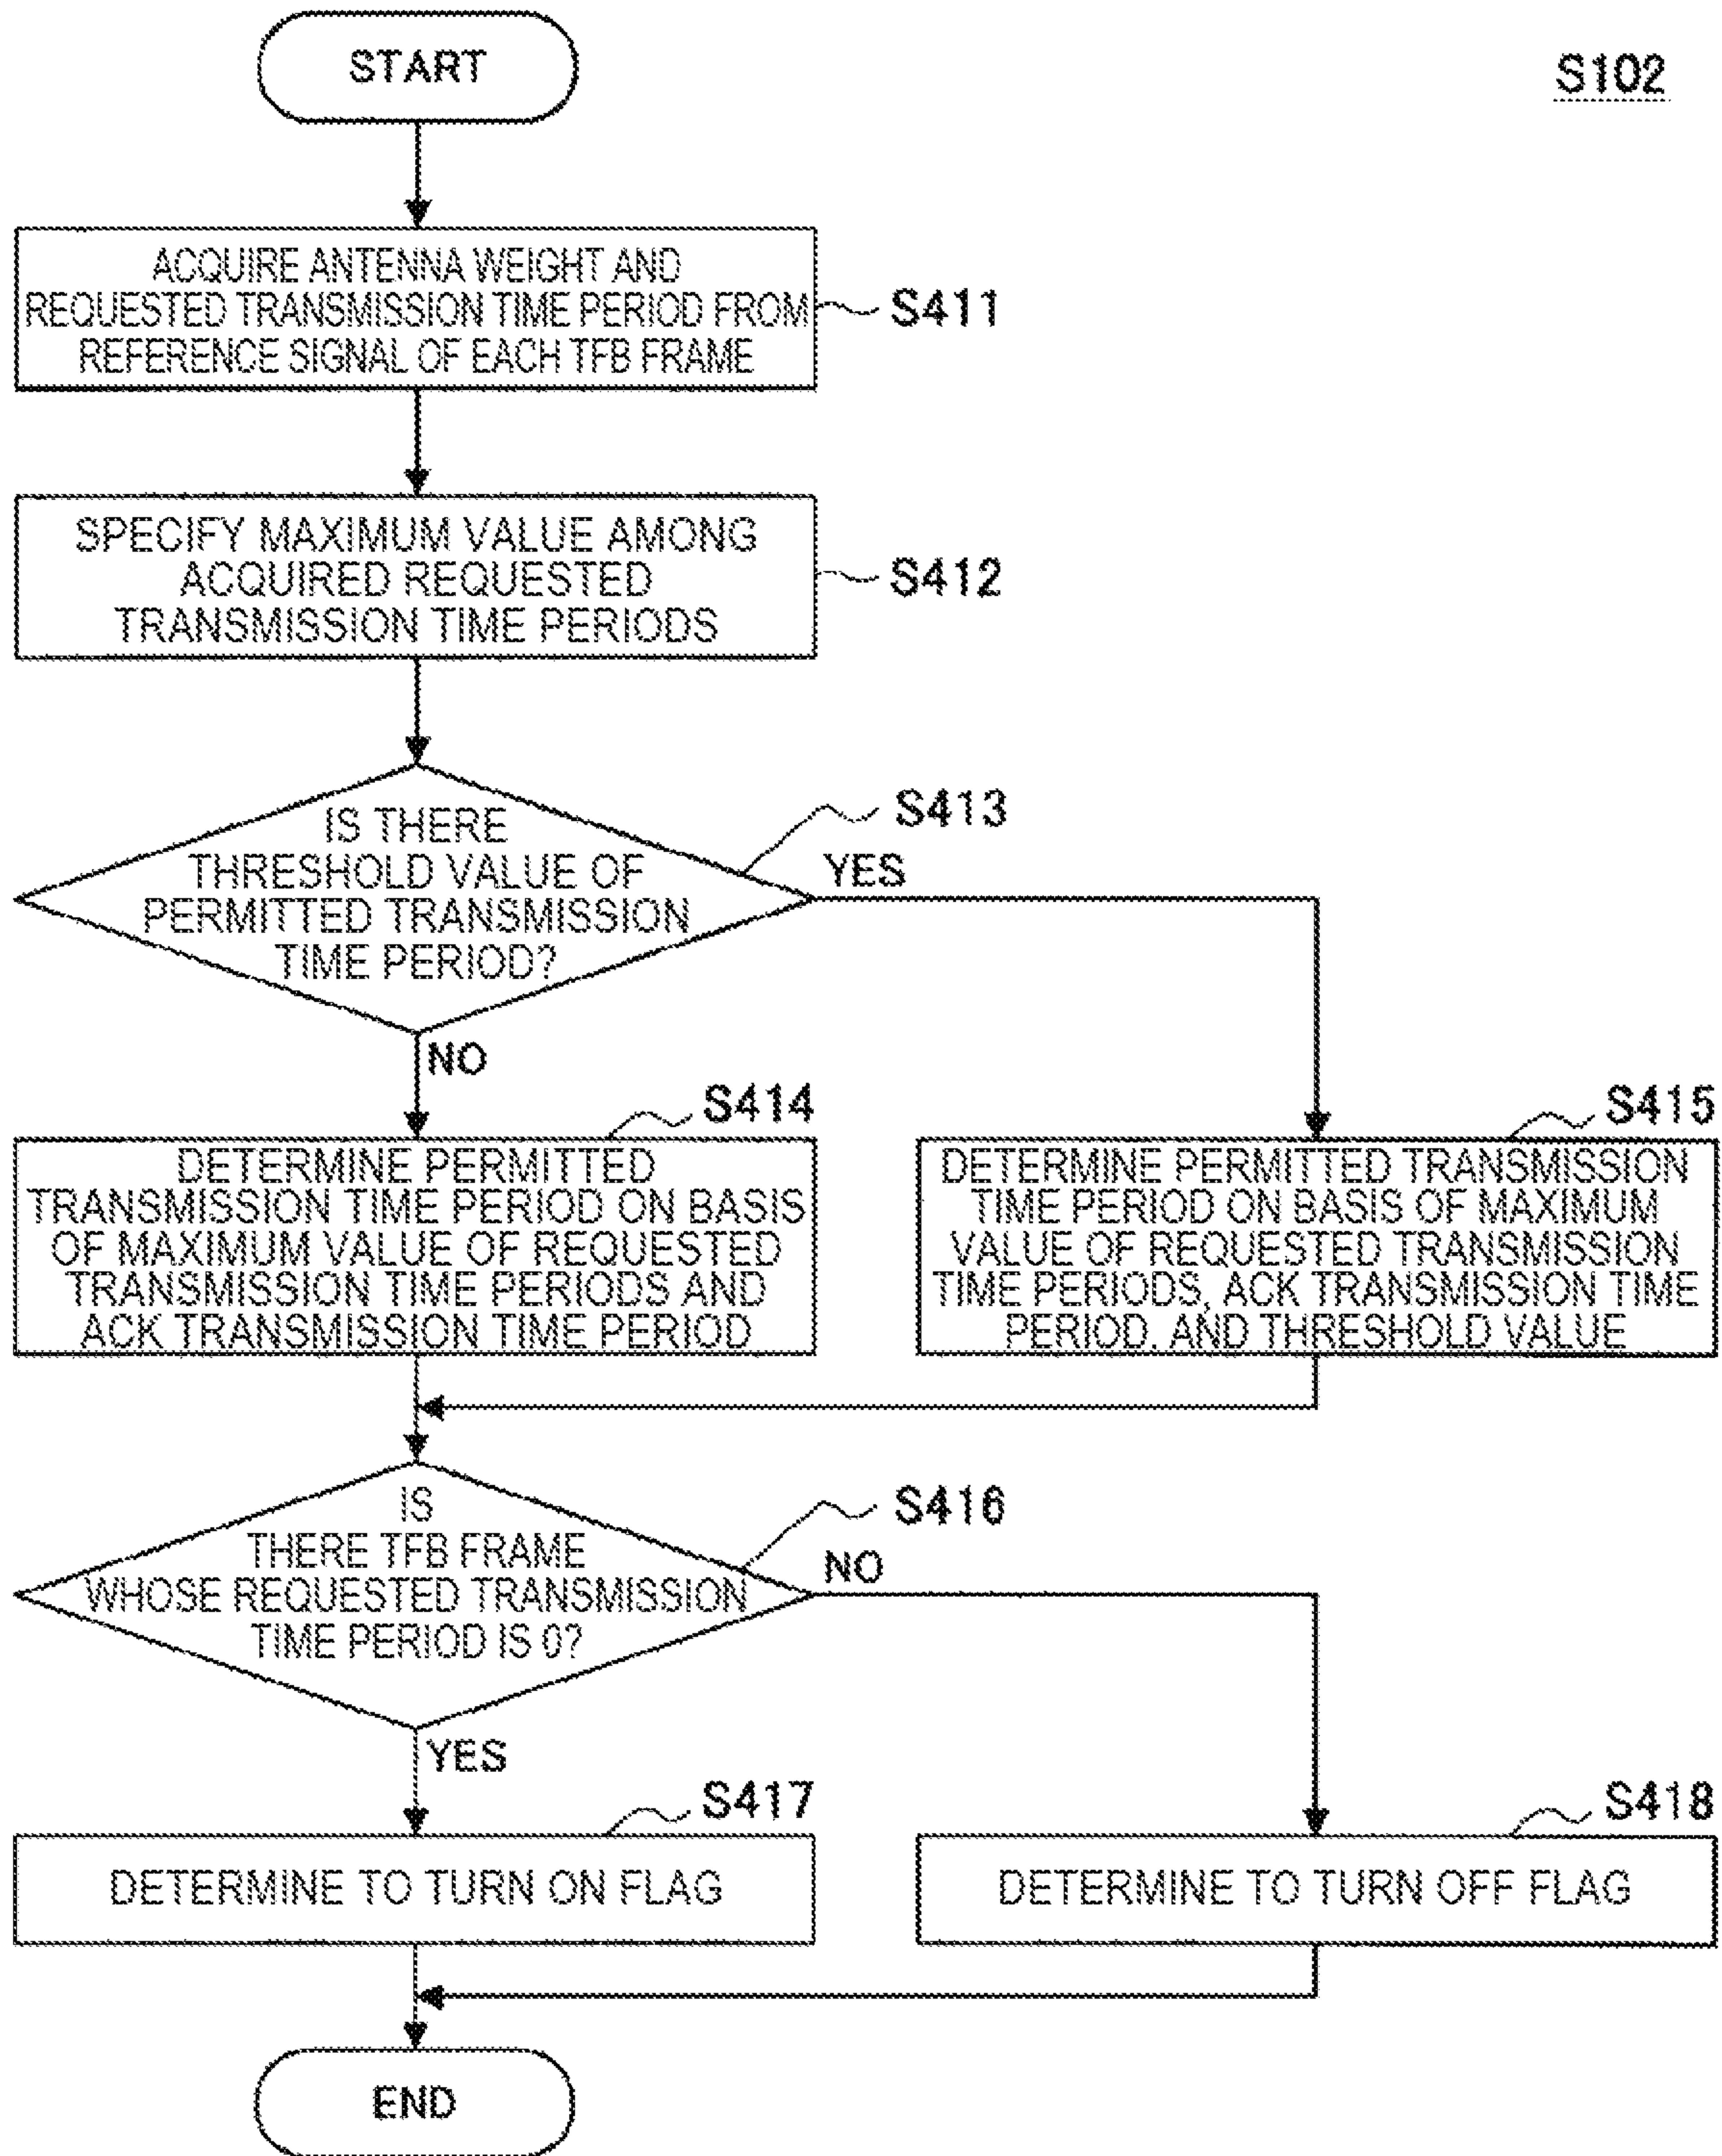 START
S102
ACQUIRE ANTENNA WEIGHT AND
REQUESTED TRANSMISSION TIME PERIOD FROM
REFERENCE SIGNAL OF EACH TFB FRAME
S411
SPECIFY MAXIMUM VALUE AMONG
ACQUIRED REQUESTED
TRANSMISSION TIME PERIODS
S412
IS THERE
THRESHOLD VALUE OF
PERMITTED TRANSMISSION
TIME PERIOD?
S413
YES
NO
S414
DETERMINE PERMITTED
TRANSMISSION TIME PERIOD ON BASIS
OF MAXIMUM VALUE OF REQUESTED
TRANSMISSION TIME PERIODS AND
ACK TRANSMISSION TIME PERIOD
S415
DETERMINE PERMITTED TRANSMISSION
TIME PERIOD ON BASIS OF MAXIMUM
VALUE OF REQUESTED TRANSMISSION
TIME PERIODS, ACK TRANSMISSION TIME
PERIOD, AND THRESHOLD VALUE
IS
THERE TFB FRAME
WHOSE REQUESTED TRANSMISSION
TIME PERIOD IS 0?
S416
NO
YES
S417
DETERMINE TO TURN ON FLAG
S418
DETERMINE TO TURN OFF FLAG
END